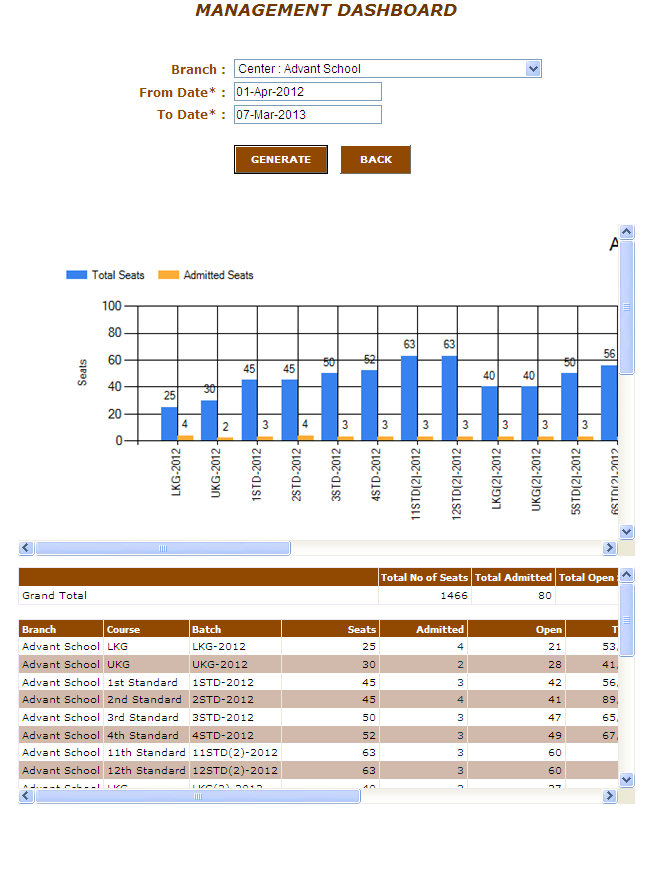 MANAGEMENT DASHBOARD
Branch : Center : Advant School
From Date* : 01-Apr-2012
To Date* : 07-Mar-2013
GENERATE BACK
A
Total Seats Admitted Seats
Seats
100
80
60
40
20
0
25 4 30 2 45 3 45 4 50 3 52 3 63 3 63 3 40 3 40 3 50 3 56
LKG-2012
UKG-2012
1STD-2012
2STD-2012
3STD-2012
4STD-2012
11STD(2)-2012
12STD(2)-2012
LKG(2)-2012
UKG(2)-2012
5STD(2)-2012
6STD(2)-2012
Total No of Seats Total Admitted Total Open
Grand Total 1466 80
Branch Course Batch Seats Admitted Open T
Advant School LKG LKG-2012 25 4 21 53,
Advant School UKG UKG-2012 30 2 28 41,
Advant School 1st Standard 1STD-2012 45 3 42 56,
Advant School 2nd Standard 2STD-2012 45 4 41 89,
Advant School 3rd Standard 3STD-2012 50 3 47 65,
Advant School 4th Standard 4STD-2012 52 3 49 67,
Advant School 11th Standard 11STD(2)-2012 63 3 60
Advant School 12th Standard 12STD(2)-2012 63 3 60
Advant School LKG LKG(2)-2012 40 3 37